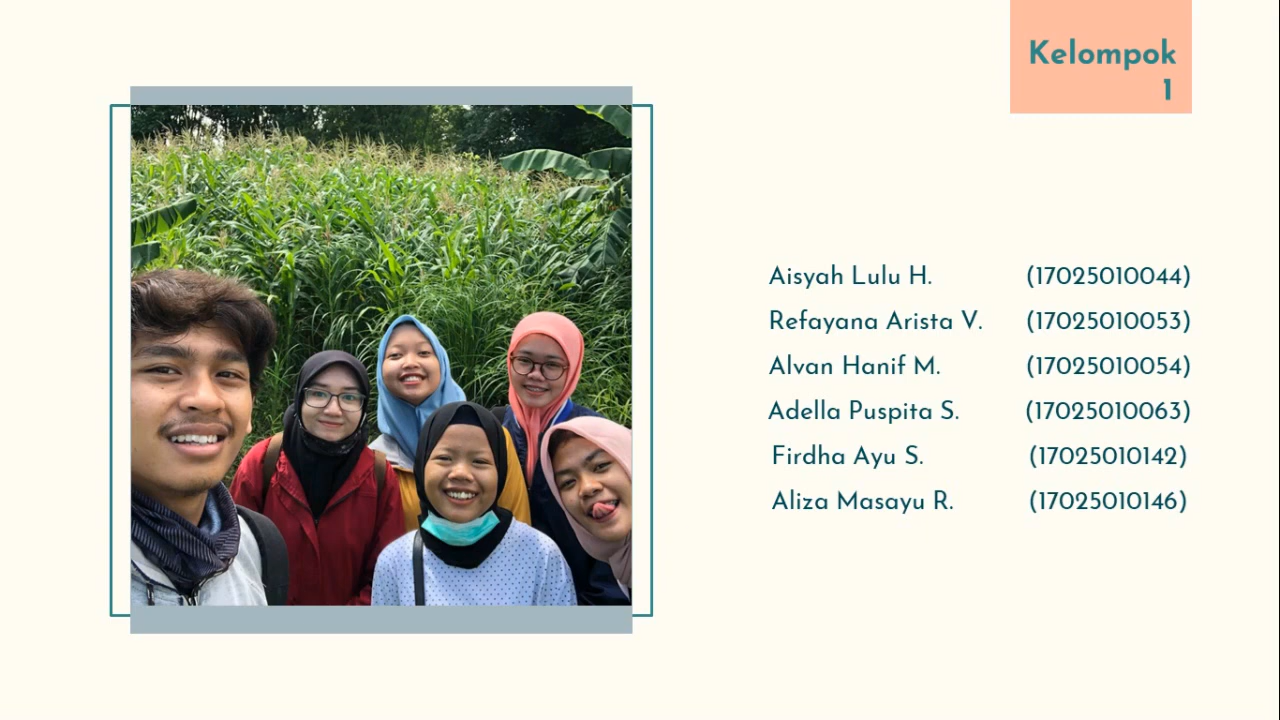 Kelompok
1
Aisyah Lulu H. (17025010044)
Refayana Arista V. (17025010053)
Alvan Hanif M. (17025010054)
Adella Puspita S. (17025010063)
Firdha Ayu S. (17025010142)
Aliza Masayu R. (17025010146)